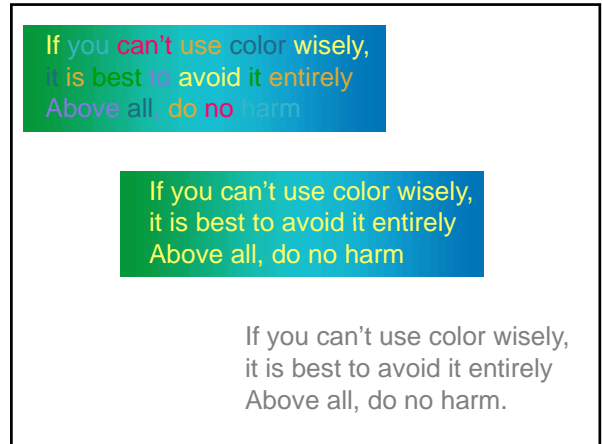 If you can't use color wisely,
it is best to avoid it entirely
Above all, do no harm
If you can't use color wisely,
it is best to avoid it entirely
Above all, do no harm
If you can't use color wisely,
it is best to avoid it entirely
Above all, do no harm.